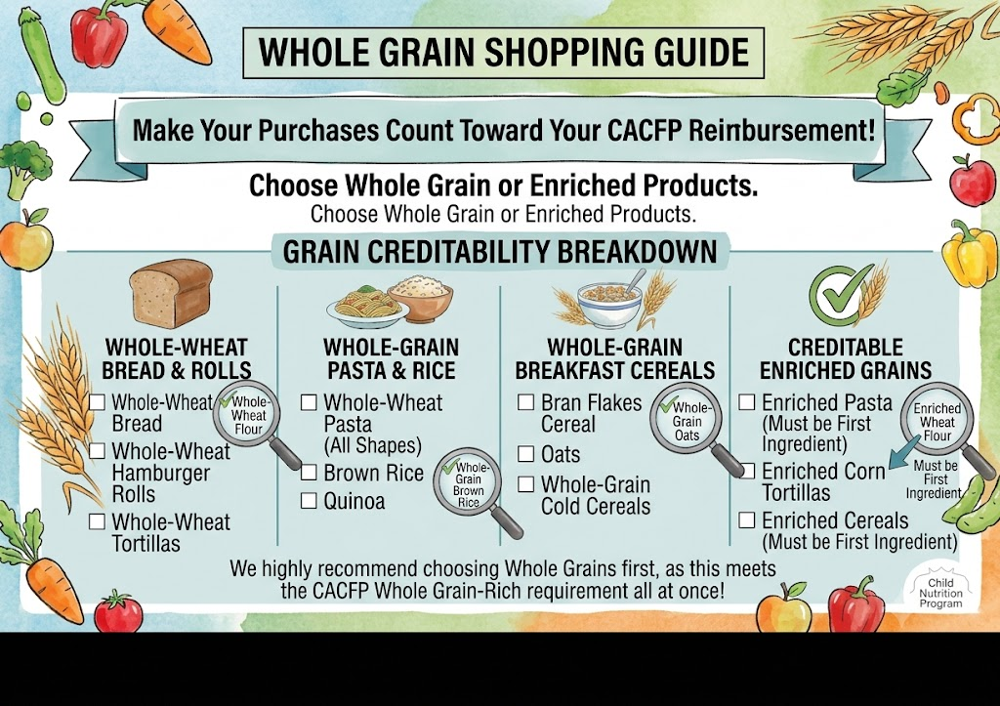 WHOLE GRAIN SHOPPING GUIDE
Make Your Purchases Count Toward Your CACFP Reimbursement!
Choose Whole Grain or Enriched Products.
Choose Whole Grain or Enriched Products.
GRAIN CREDITABILITY BREAKDOWN
WHOLE-WHEAT
BREAD & ROLLS
Whole-Wheat
Bread
Whole-Wheat
Hamburger
Rolls
Whole-Wheat
Tortillas
Whole-
Wheat
Flour
WHOLE-GRAIN
PASTA & RICE
Whole-Wheat
Pasta
(All Shapes)
Brown Rice
Quinoa
Whole-
Grain
Brown
Rice
WHOLE-GRAIN
BREAKFAST CEREALS
Bran Flakes
Cereal
Oats
Whole-Grain
Cold Cereals
Whole-
Grain
Oats
CREDITABLE
ENRICHED GRAINS
Enriched Pasta
(Must be First
Ingredient)
Enriched Corn
Tortillas
Enriched Cereals
(Must be First Ingredient)
Enriched
Wheat
Flour
Must be
First
Ingredient
We highly recommend choosing Whole Grains first, as this meets
the CACFP Whole Grain-Rich requirement all at once!
Child
Nutrition
Program